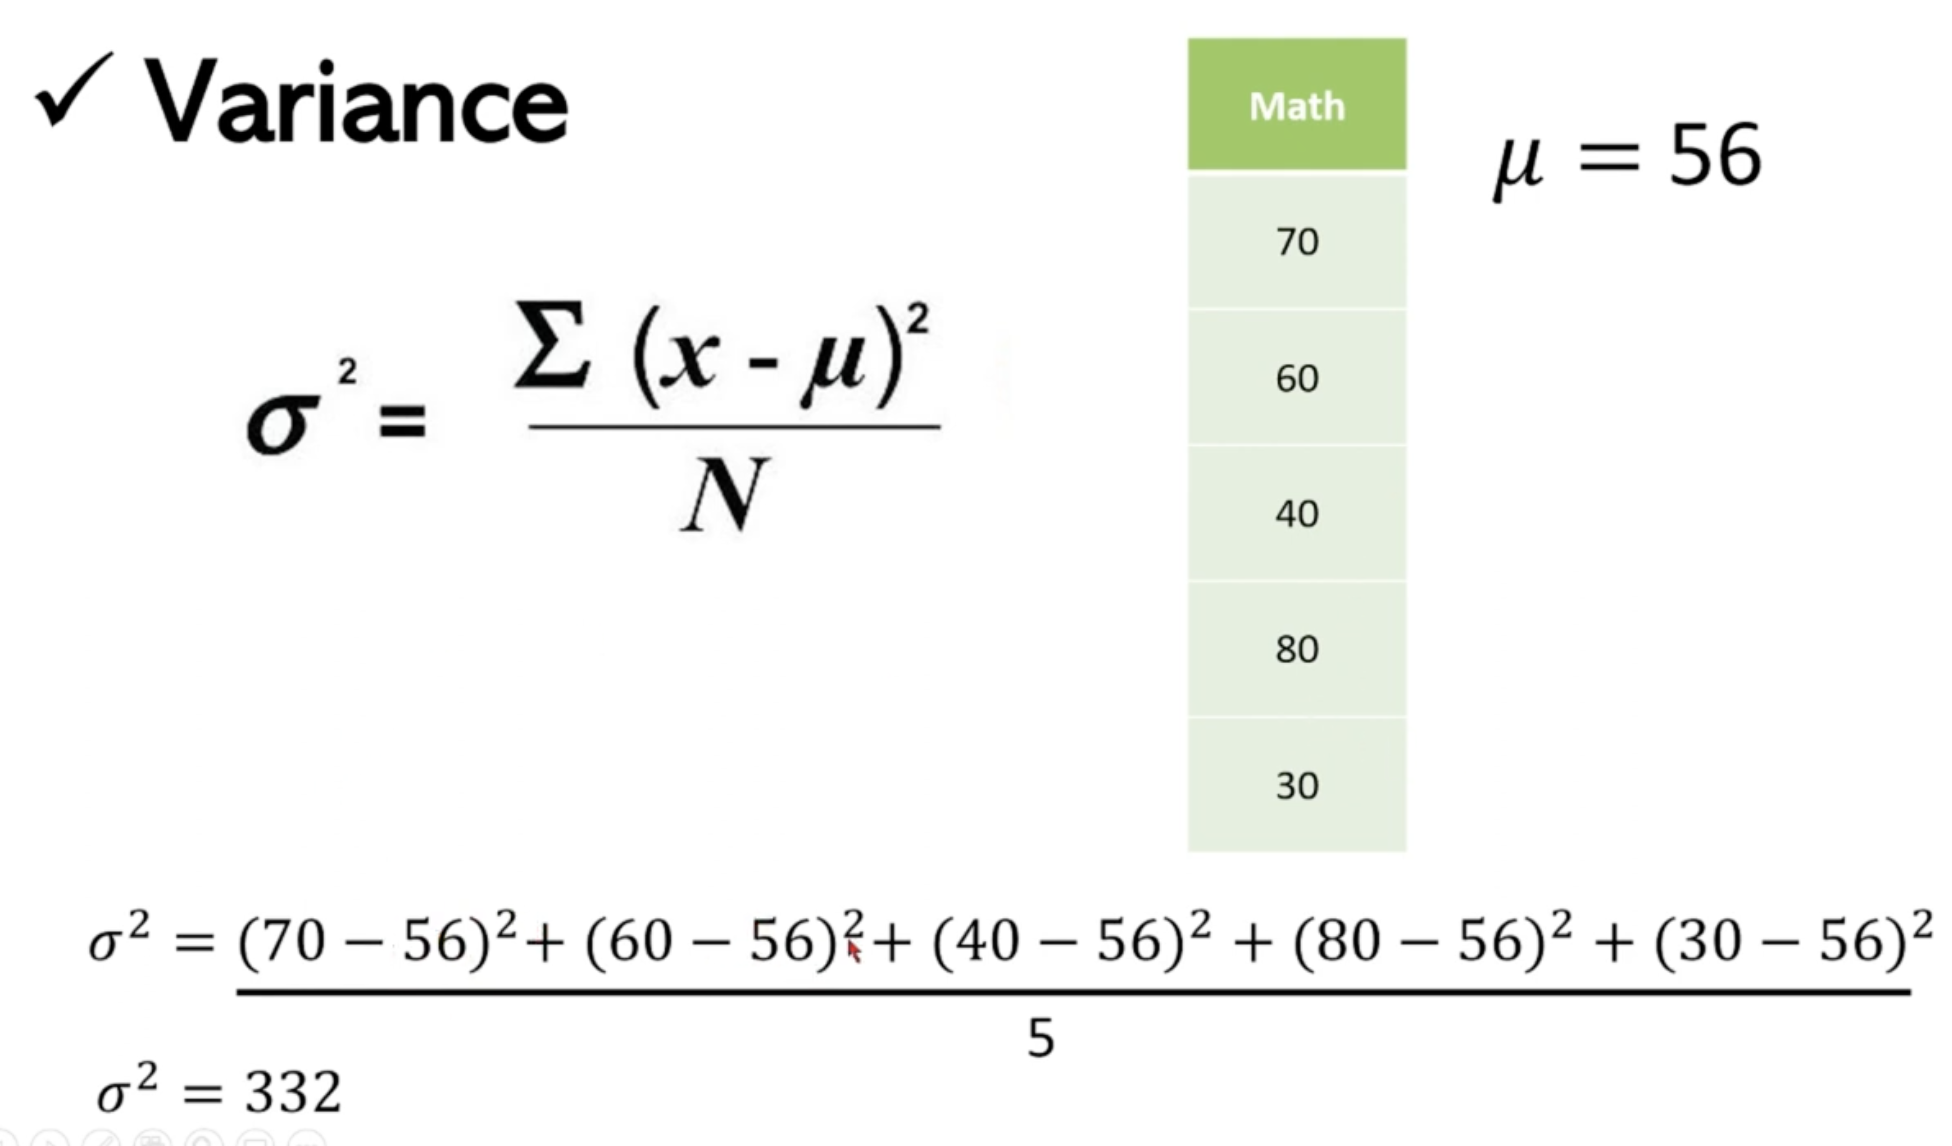 ✓ Variance
σ² = Σ (x - μ)² / N
Math
70
60
40
80
30
μ = 56
σ² = (70 − 56)² + (60 − 56)² + (40 − 56)² + (80 − 56)² + (30 − 56)²
5
σ² = 332